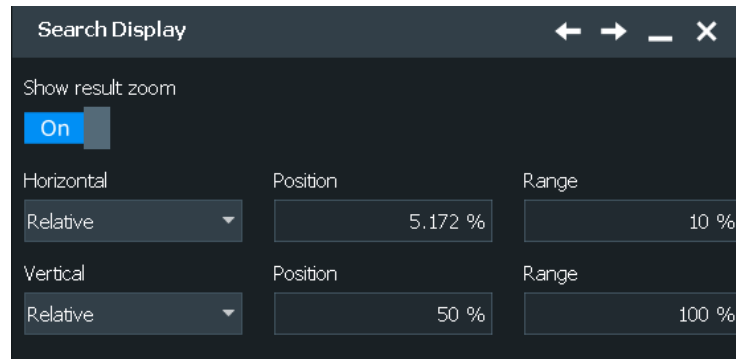 Search Display
Show result zoom
On
Horizontal Position Range
Relative 5.172 % 10 %
Vertical Position Range
Relative 50 % 100 %